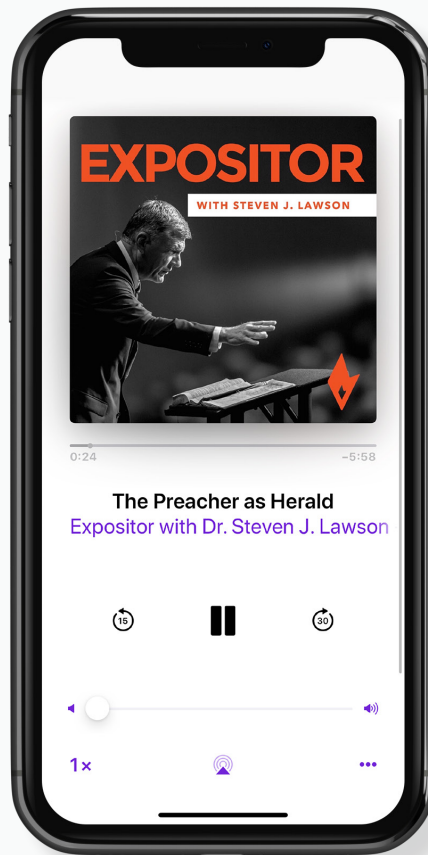 EXPOSITOR
WITH STEVEN J. LAWSON
0:24
–5:58
The Preacher as Herald
Expositor with Dr. Steven J. Lawson
15
30
1×